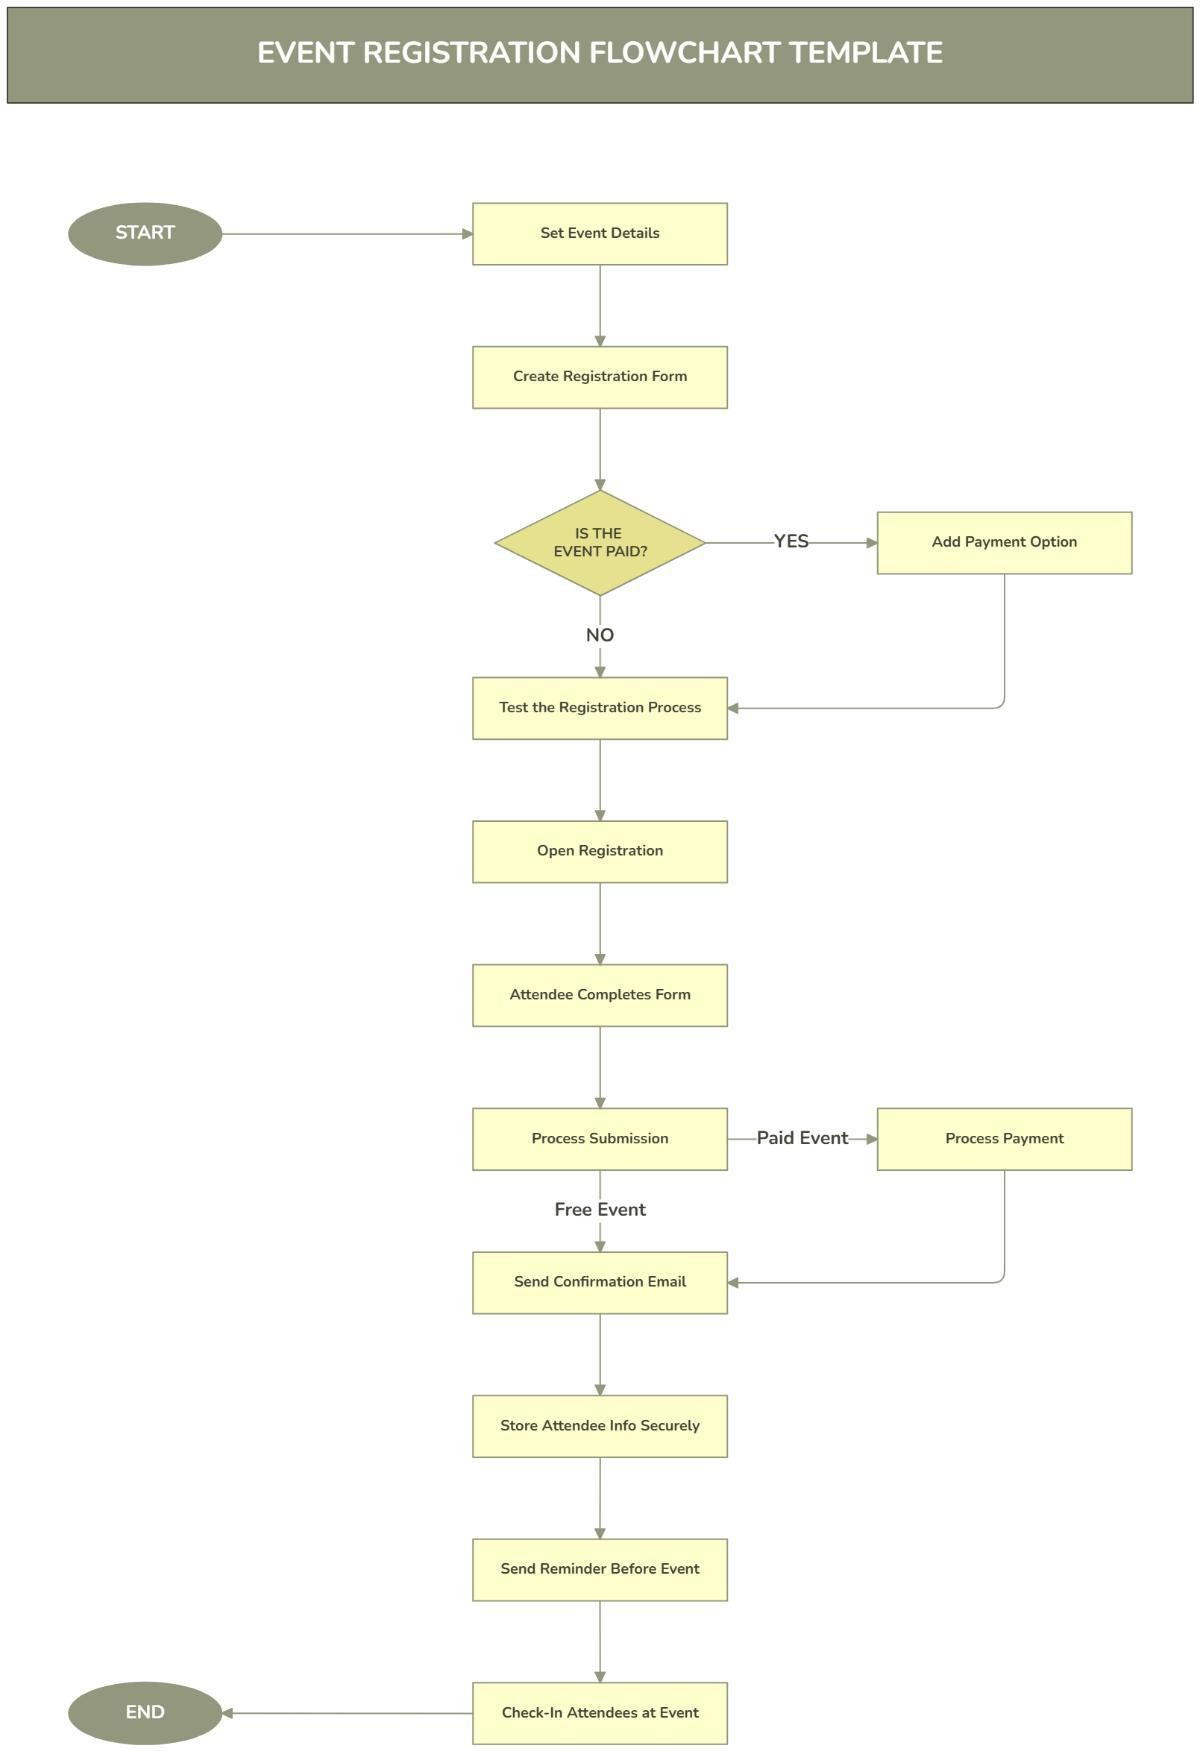 EVENT REGISTRATION FLOWCHART TEMPLATE
START
Set Event Details
Create Registration Form
IS THE
EVENT PAID?
YES
Add Payment Option
NO
Test the Registration Process
Open Registration
Attendee Completes Form
Process Submission
Paid Event
Process Payment
Free Event
Send Confirmation Email
Store Attendee Info Securely
Send Reminder Before Event
Check-In Attendees at Event
END